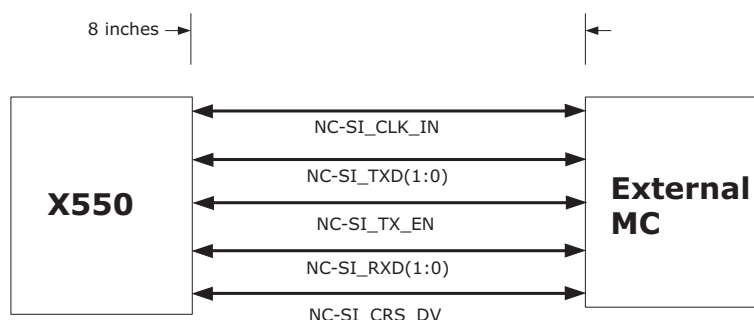 8 inches
NC-SI_CLK_IN
NC-SI_TXD(1:0)
X550
External
MC
NC-SI_TX_EN
NC-SI_RXD(1:0)
NC-SI_CRS_DV